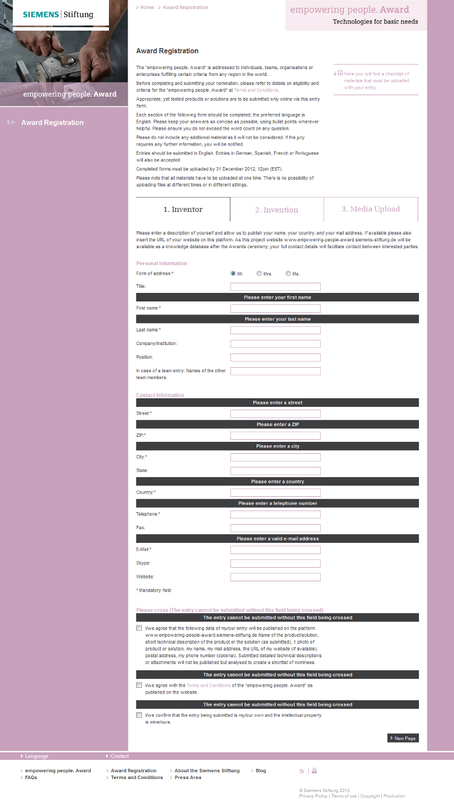 SIEMENS | Stiftung
Home   Award Registration
empowering people. Award
Technologies for basic needs
empowering people. Award
Award Registration
Award Registration
The "empowering people. Award" is addressed to individuals, teams, organisations or
enterprises fulfilling certain criteria from any region in the world.
Before completing and submitting your nomination, please refer to details on eligibility and
criteria for the "empowering people. Award" at Terms and Conditions.
Appropriate, yet tested products or solutions are to be submitted only online via this entry
form.
Each section of the following form should be completed; the preferred language is
English. Please keep your answers as concise as possible, using bullet points wherever
helpful. Please ensure you do not exceed the word count on any question.
Please do not include any additional material as it will not be considered. If the jury
requires any further information, you will be notified.
Entries should be submitted in English. Entries in German, Spanish, French or Portuguese
will also be accepted.
Completed forms must be uploaded by 31 December 2012, 12pm (EST).
Please note that all materials have to be uploaded at one time. There is no possibility of
uploading files at different times or in different sittings.
Here you will find a checklist of
materials that must be uploaded
with your entry
1. Inventor
2. Invention
3. Media Upload
Please enter a description of yourself and allow us to publish your name, your country, and your mail address. If available please also
insert the URL of your website on this platform. As this project website www.empowering-people-award.siemens-stiftung.de will be
available as a knowledge database after the Awards ceremony, your full contact details will facilitate contact between interested parties.
Personal Information
Form of address:* Mr. Mrs. Ms.
Title:
Please enter your first name
First name:*
Please enter your last name
Last name:*
Company/Institution:
Position:
In case of a team entry: Names of the other
team members:
Contact Information
Please enter a street
Street:*
Please enter a ZIP
ZIP:*
Please enter a city
City:*
State
Please enter a country
Country:*
Please enter a telephone number
Telephone:*
Fax:
Please enter a valid e-mail address
E-Mail:*
Skype:
Website:
* Mandatory field
Please cross (The entry cannot be submitted without this field being crossed)
The entry cannot be submitted without this field being crossed
I/we agree that the following data of my/our entry will be published on the platform
www.empowering-people-award.siemens-stiftung.de Name of the product/solution,
short technical description of the product or the solution (as submitted), 1 photo of
product or solution, my name, my mail address, the URL of my website (if available),
postal address, my phone number (optional). Submitted detailed technical descriptions
or attachments will not be published but analysed to create a shortlist of nominees.
The entry cannot be submitted without this field being crossed
I/we agree with the Terms and Conditions of the "empowering people. Award" as
published on the website.
The entry cannot be submitted without this field being crossed
I/we confirm that the entry being submitted is my/our own and the intellectual property
is mine/ours.
Next Page
Language   Contact
empowering people. Award   Award Registration   About the Siemens Stiftung   Blog
FAQs   Terms and Conditions   Press Area
© Siemens Stiftung 2012
Privacy Policy | Terms of use | Copyright | Production